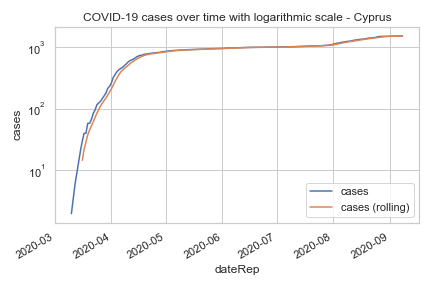 COVID-19 cases over time with logarithmic scale - Cyprus
10³
10²
10¹
cases
cases
cases (rolling)
2020-03
2020-04
2020-05
2020-06
2020-07
2020-08
2020-09
dateRep